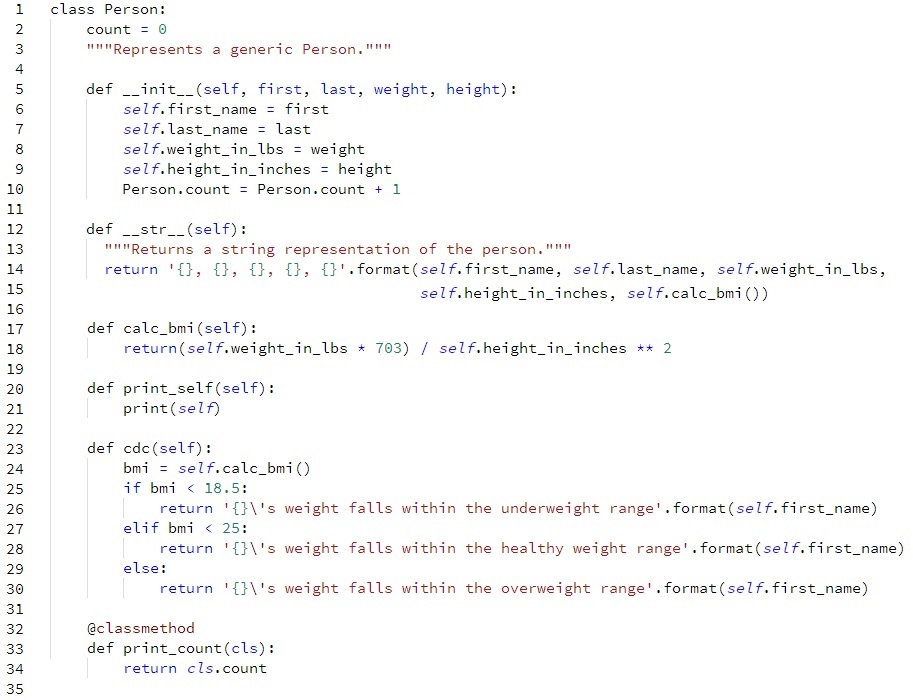 1 class Person:
2     count = 0
3     """Represents a generic Person."""
4
5     def __init__(self, first, last, weight, height):
6         self.first_name = first
7         self.last_name = last
8         self.weight_in_lbs = weight
9         self.height_in_inches = height
10         Person.count = Person.count + 1
11
12     def __str__(self):
13       """Returns a string representation of the person."""
14       return '{}, {}, {}, {}, {}'.format(self.first_name, self.last_name, self.weight_in_lbs,
15                                          self.height_in_inches, self.calc_bmi())
16
17     def calc_bmi(self):
18         return(self.weight_in_lbs * 703) / self.height_in_inches ** 2
19
20     def print_self(self):
21         print(self)
22
23     def cdc(self):
24         bmi = self.calc_bmi()
25         if bmi < 18.5:
26             return '{}\'s weight falls within the underweight range'.format(self.first_name)
27         elif bmi < 25:
28             return '{}\'s weight falls within the healthy weight range'.format(self.first_name)
29         else:
30             return '{}\'s weight falls within the overweight range'.format(self.first_name)
31
32     @classmethod
33     def print_count(cls):
34         return cls.count
35